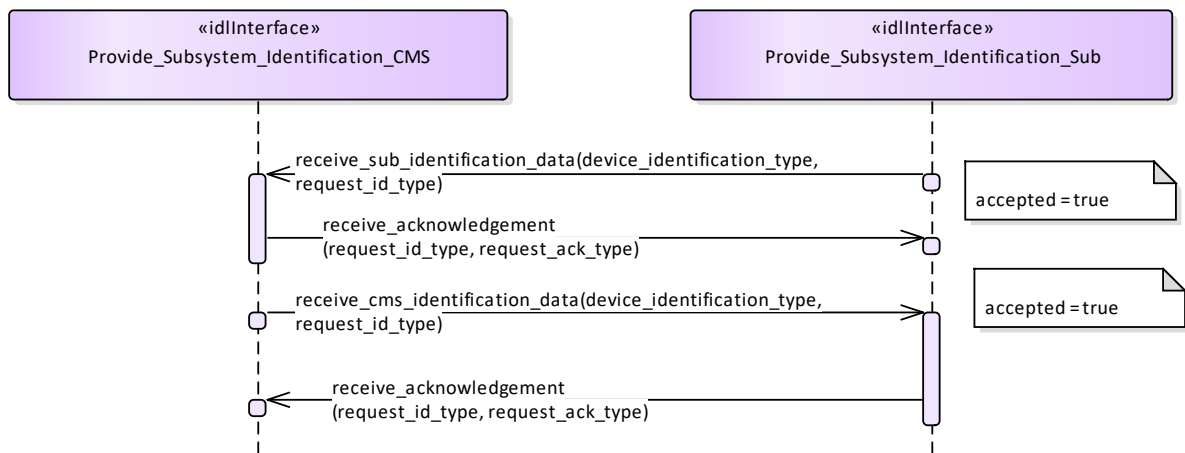 «idlInterface»
Provide_Subsystem_Identification_CMS
«idlInterface»
Provide_Subsystem_Identification_Sub
receive_sub_identification_data(device_identification_type,
request_id_type)
accepted = true
receive_acknowledgement
(request_id_type, request_ack_type)
receive_cms_identification_data(device_identification_type,
request_id_type)
accepted = true
receive_acknowledgement
(request_id_type, request_ack_type)